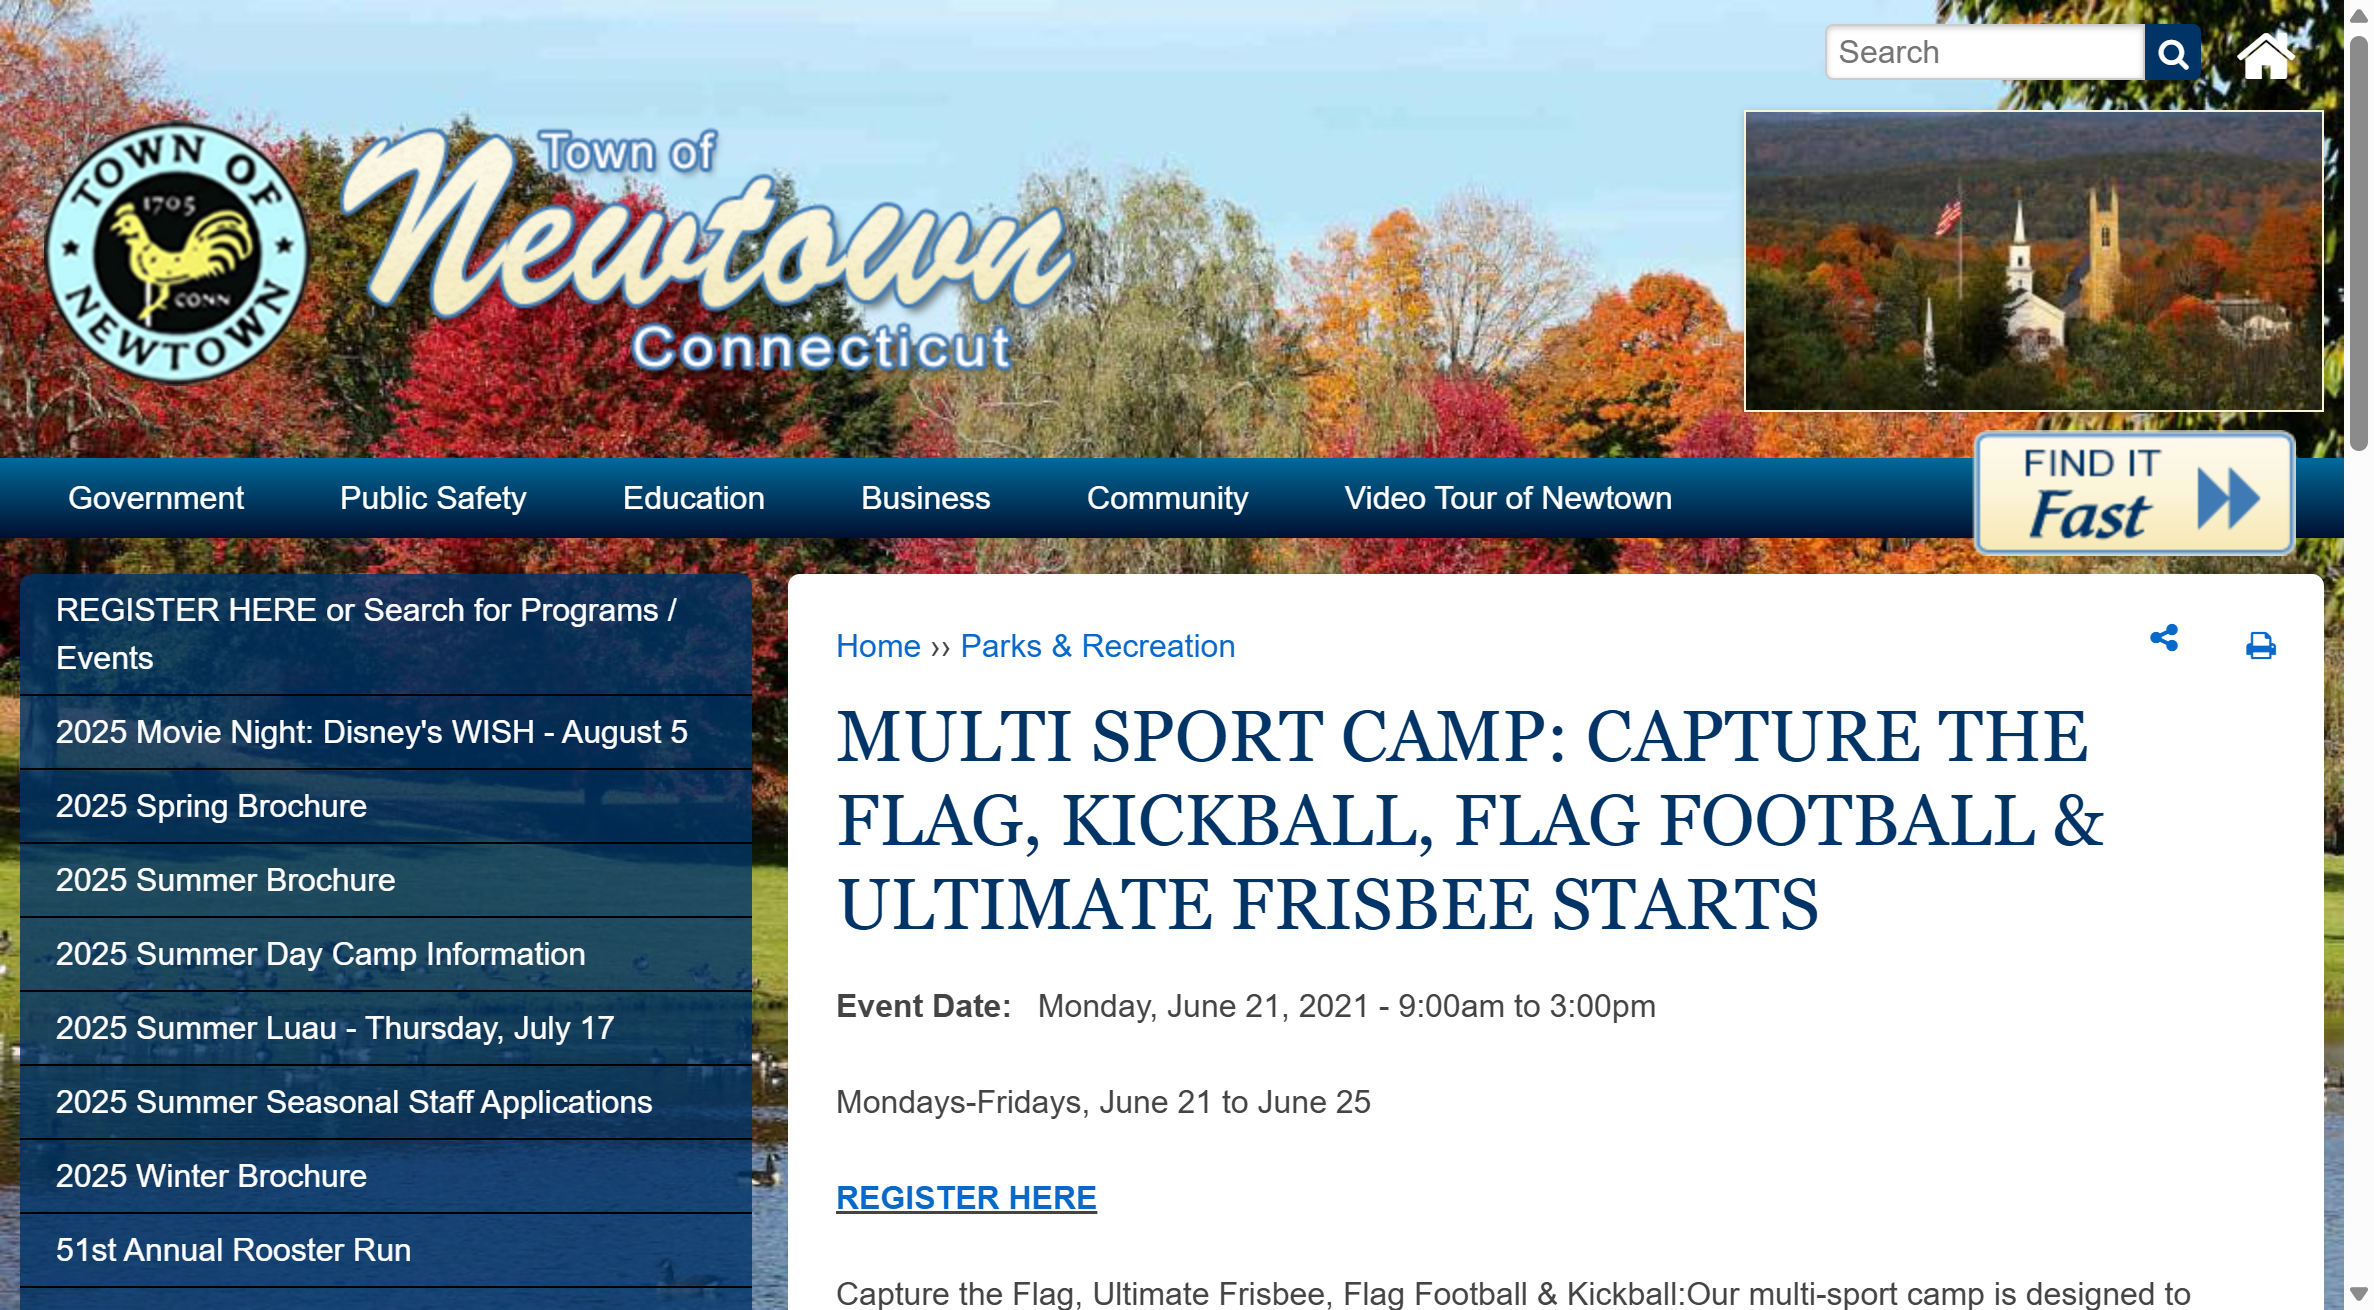 Search
TOWN OF NEWTOWN
1705
CONN
Town of
Newtown
Connecticut
FIND IT
Fast
Government
Public Safety
Education
Business
Community
Video Tour of Newtown
REGISTER HERE or Search for Programs /
Events
2025 Movie Night: Disney's WISH - August 5
2025 Spring Brochure
2025 Summer Brochure
2025 Summer Day Camp Information
2025 Summer Luau - Thursday, July 17
2025 Summer Seasonal Staff Applications
2025 Winter Brochure
51st Annual Rooster Run
Home ›› Parks & Recreation
MULTI SPORT CAMP: CAPTURE THE
FLAG, KICKBALL, FLAG FOOTBALL &
ULTIMATE FRISBEE STARTS
Event Date: Monday, June 21, 2021 - 9:00am to 3:00pm
Mondays-Fridays, June 21 to June 25
REGISTER HERE
Capture the Flag, Ultimate Frisbee, Flag Football & Kickball:Our multi-sport camp is designed to